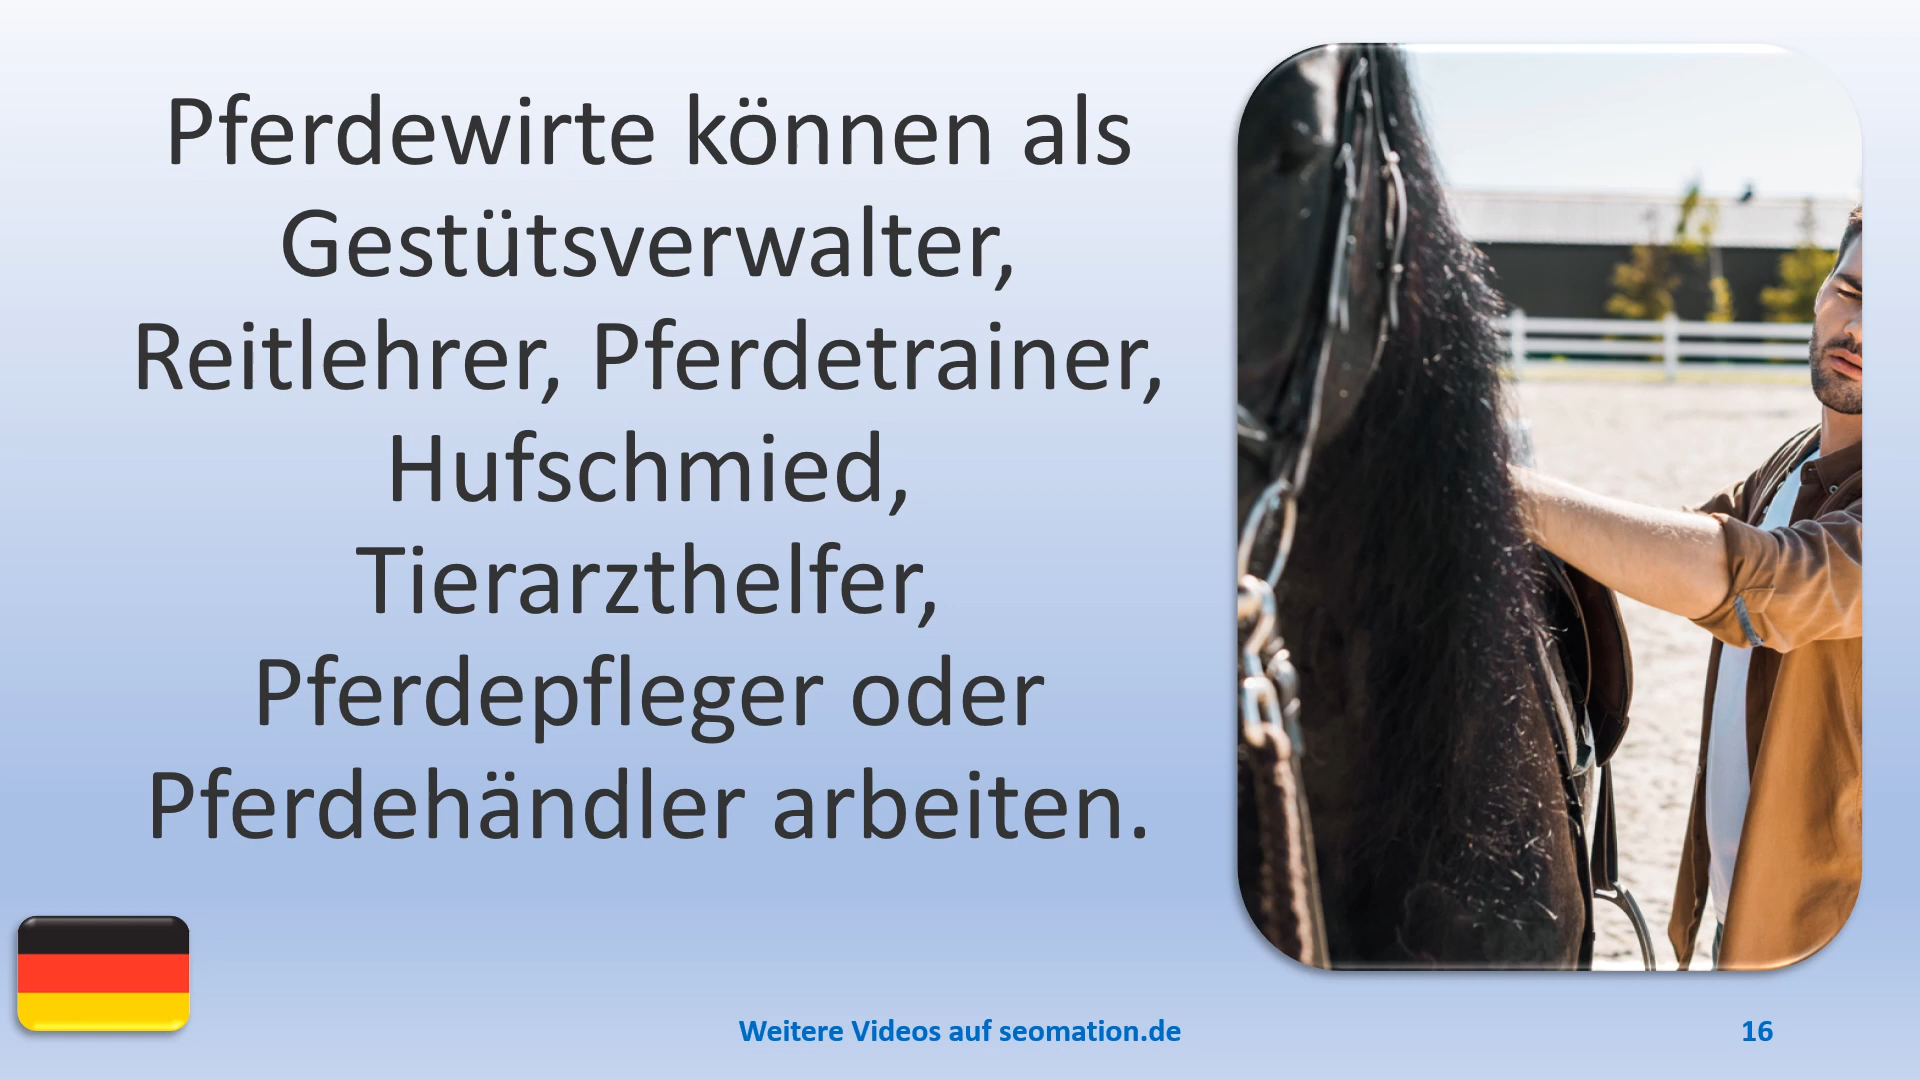 Pferdewirte können als
Gestütsverwalter,
Reitlehrer, Pferdetrainer,
Hufschmied,
Tierarzthelfer,
Pferdepfleger oder
Pferdehändler arbeiten.
Weitere Videos auf seomation.de
16